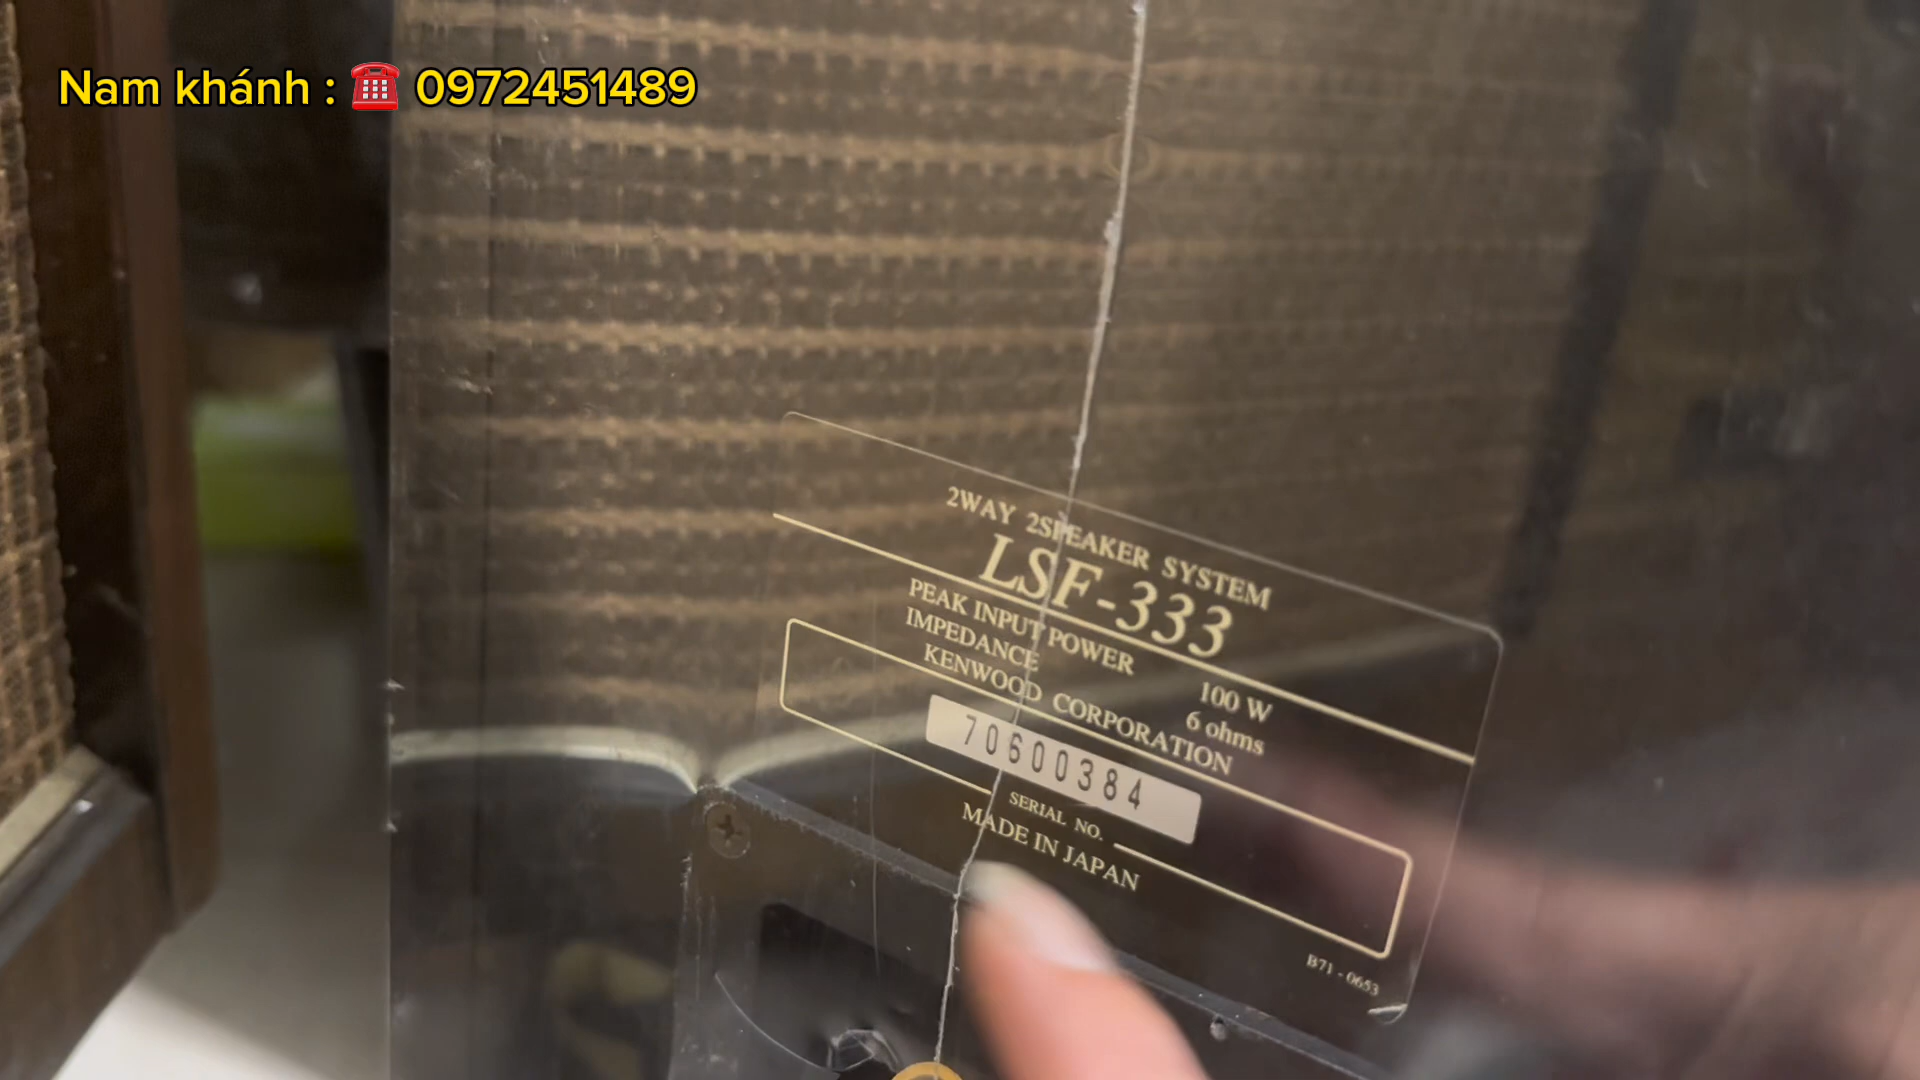 Nam khánh : ☎️ 0972451489
2WAY 2SPEAKER SYSTEM
LSF-333
PEAK INPUT POWER 100 W
IMPEDANCE 6 ohms
KENWOOD CORPORATION
70600384
SERIAL NO.
MADE IN JAPAN
B71-0653